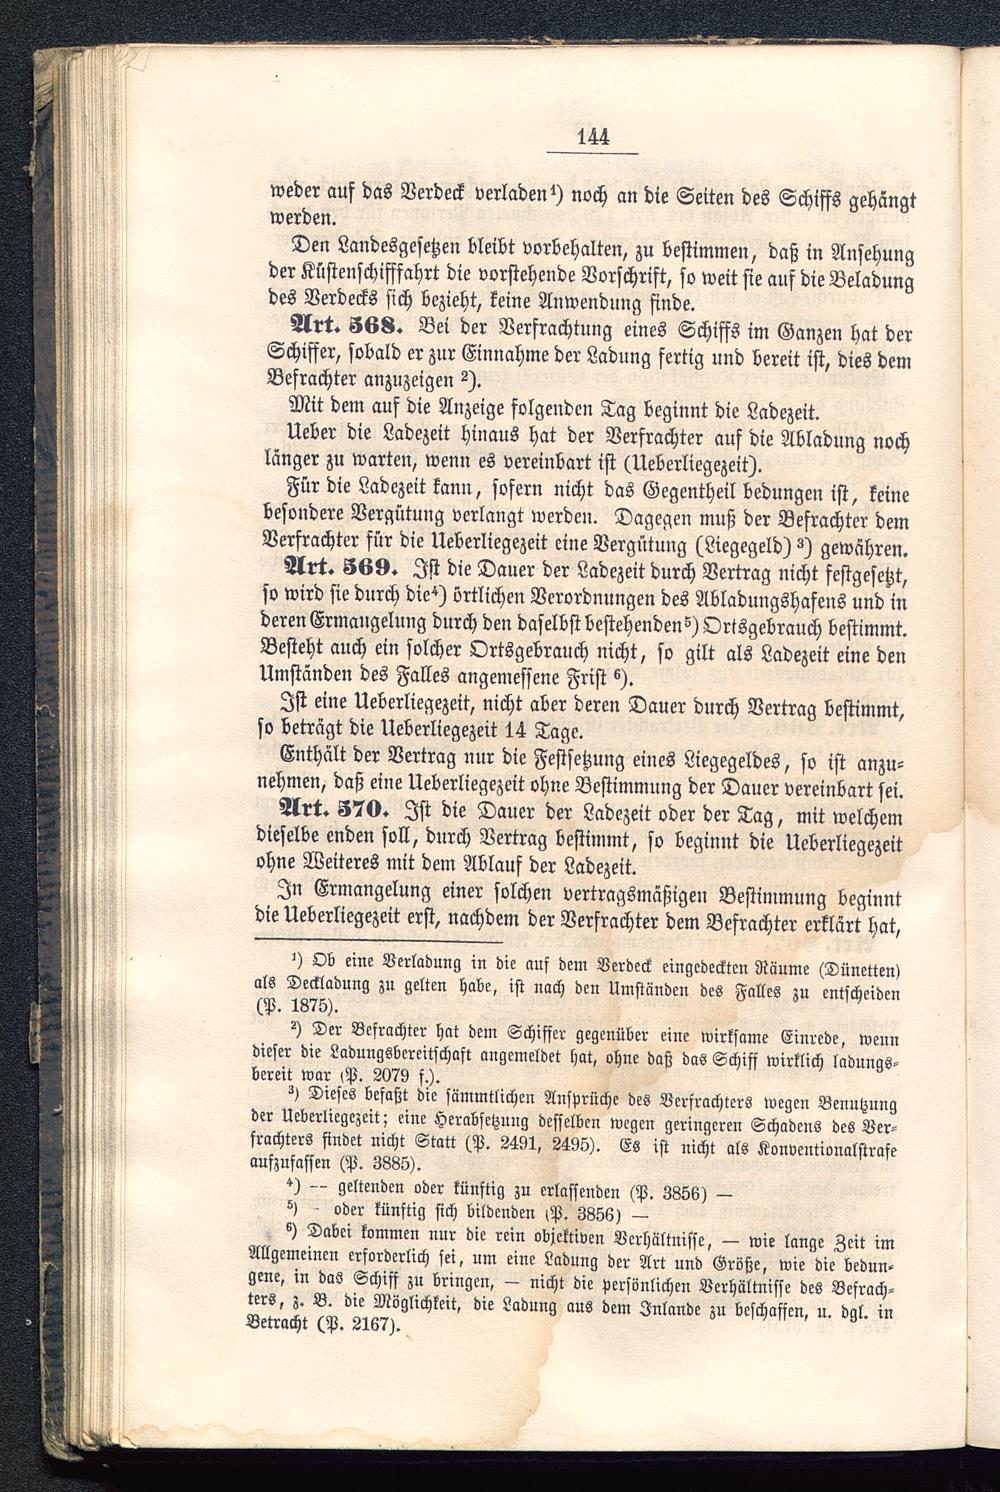 144
weder auf das Verdeck verladen¹) noch an die Seiten des Schiffs gehängt
werden.
Den Landesgesetzen bleibt vorbehalten, zu bestimmen, daß in Ansehung
der Küstenschifffahrt die vorstehende Vorschrift, so weit sie auf die Beladung
des Verdecks sich bezieht, keine Anwendung finde.
Art. 568. Bei der Verfrachtung eines Schiffs im Ganzen hat der
Schiffer, sobald er zur Einnahme der Ladung fertig und bereit ist, dies dem
Befrachter anzuzeigen ²).
Mit dem auf die Anzeige folgenden Tag beginnt die Ladezeit.
Ueber die Ladezeit hinaus hat der Verfrachter auf die Abladung noch
länger zu warten, wenn es vereinbart ist (Ueberliegezeit).
Für die Ladezeit kann, sofern nicht das Gegentheil bedungen ist, keine
besondere Vergütung verlangt werden. Dagegen muß der Befrachter dem
Verfrachter für die Ueberliegezeit eine Vergütung (Liegegeld) ³) gewähren.
Art. 569. Ist die Dauer der Ladezeit durch Vertrag nicht festgesetzt,
so wird sie durch die⁴) örtlichen Verordnungen des Abladungshafens und in
deren Ermangelung durch den daselbst bestehenden⁵) Ortsgebrauch bestimmt.
Besteht auch ein solcher Ortsgebrauch nicht, so gilt als Ladezeit eine den
Umständen des Falles angemessene Frist ⁶).
Ist eine Ueberliegezeit, nicht aber deren Dauer durch Vertrag bestimmt,
so beträgt die Ueberliegezeit 14 Tage.
Enthält der Vertrag nur die Festsetzung eines Liegegeldes, so ist anzu-
nehmen, daß eine Ueberliegezeit ohne Bestimmung der Dauer vereinbart sei.
Art. 570. Ist die Dauer der Ladezeit oder der Tag, mit welchem
dieselbe enden soll, durch Vertrag bestimmt, so beginnt die Ueberliegezeit
ohne Weiteres mit dem Ablauf der Ladezeit.
In Ermangelung einer solchen vertragsmäßigen Bestimmung beginnt
die Ueberliegezeit erst, nachdem der Verfrachter dem Befrachter erklärt hat,
¹) Ob eine Verladung in die auf dem Verdeck eingedeckten Räume (Dünetten)
als Deckladung zu gelten habe, ist nach den Umständen des Falles zu entscheiden
(P. 1875).
²) Der Befrachter hat dem Schiffer gegenüber eine wirksame Einrede, wenn
dieser die Ladungsbereitschaft angemeldet hat, ohne daß das Schiff wirklich ladungs-
bereit war (P. 2079 f.).
³) Dieses befaßt die sämmtlichen Ansprüche des Verfrachters wegen Benutzung
der Ueberliegezeit; eine Herabsetzung desselben wegen geringeren Schadens des Ver-
frachters findet nicht Statt (P. 2491, 2495). Es ist nicht als Konventionalstrafe
aufzufassen (P. 3885).
⁴) — geltenden oder künftig zu erlassenden (P. 3856) —
⁵) - oder künftig sich bildenden (P. 3856) —
⁶) Dabei kommen nur die rein objektiven Verhältnisse, — wie lange Zeit im
Allgemeinen erforderlich sei, um eine Ladung der Art und Größe, wie die bedun-
gene, in das Schiff zu bringen, — nicht die persönlichen Verhältnisse des Befrach-
ters, z. B. die Möglichkeit, die Ladung aus dem Inlande zu beschaffen, u. dgl. in
Betracht (P. 2167).